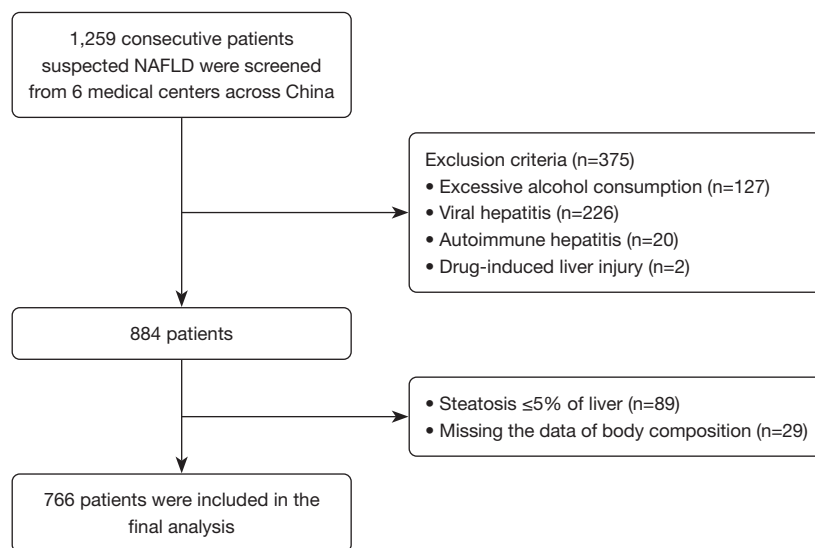 1,259 consecutive patients
suspected NAFLD were screened
from 6 medical centers across China
Exclusion criteria (n=375)
• Excessive alcohol consumption (n=127)
• Viral hepatitis (n=226)
• Autoimmune hepatitis (n=20)
• Drug-induced liver injury (n=2)
884 patients
• Steatosis ≤5% of liver (n=89)
• Missing the data of body composition (n=29)
766 patients were included in the
final analysis